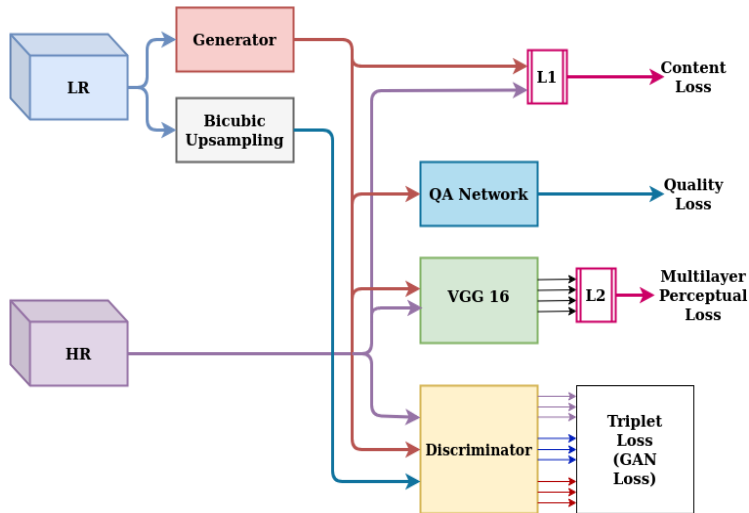 Generator
LR
Bicubic
Upsampling
L1
Content
Loss
QA Network
Quality
Loss
VGG 16
L2
Multilayer
Perceptual
Loss
HR
Discriminator
Triplet
Loss
(GAN
Loss)